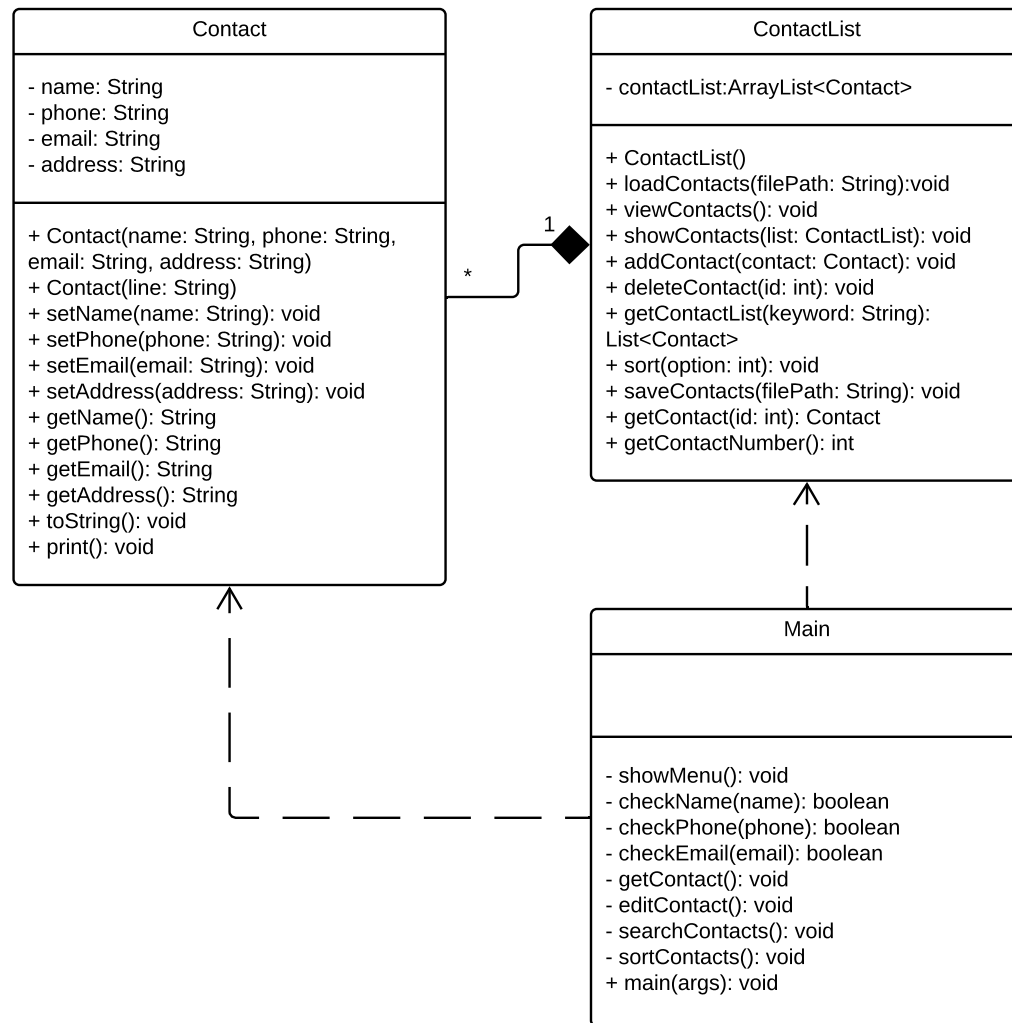 Contact
- name: String
- phone: String
- email: String
- address: String
+ Contact(name: String, phone: String,
email: String, address: String)
+ Contact(line: String)
+ setName(name: String): void
+ setPhone(phone: String): void
+ setEmail(email: String): void
+ setAddress(address: String): void
+ getName(): String
+ getPhone(): String
+ getEmail(): String
+ getAddress(): String
+ toString(): void
+ print(): void
*
1
ContactList
- contactList:ArrayList<Contact>
+ ContactList()
+ loadContacts(filePath: String):void
+ viewContacts(): void
+ showContacts(list: ContactList): void
+ addContact(contact: Contact): void
+ deleteContact(id: int): void
+ getContactList(keyword: String):
List<Contact>
+ sort(option: int): void
+ saveContacts(filePath: String): void
+ getContact(id: int): Contact
+ getContactNumber(): int
Main
- showMenu(): void
- checkName(name): boolean
- checkPhone(phone): boolean
- checkEmail(email): boolean
- getContact(): void
- editContact(): void
- searchContacts(): void
- sortContacts(): void
+ main(args): void